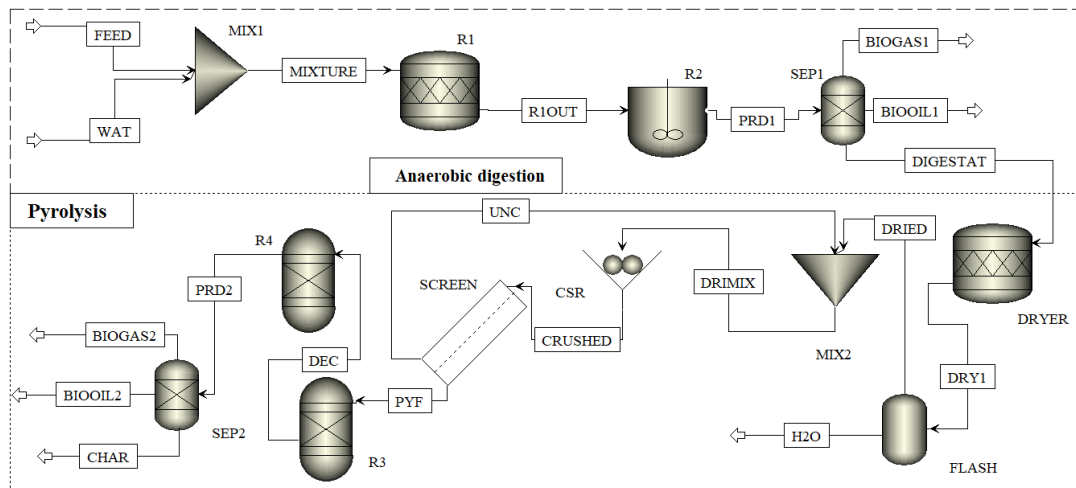 FEED
MIX1
WAT
MIXTURE
R1
R1OUT
R2
PRD1
SEP1
BIOGAS1
BIOOIL1
DIGESTAT
Anaerobic digestion
Pyrolysis
UNC
R4
PRD2
SCREEN
CSR
DRIMIX
DRIED
DRYER
BIOGAS2
DEC
CRUSHED
MIX2
DRY1
BIOOIL2
PYF
SEP2
H2O
CHAR
R3
FLASH